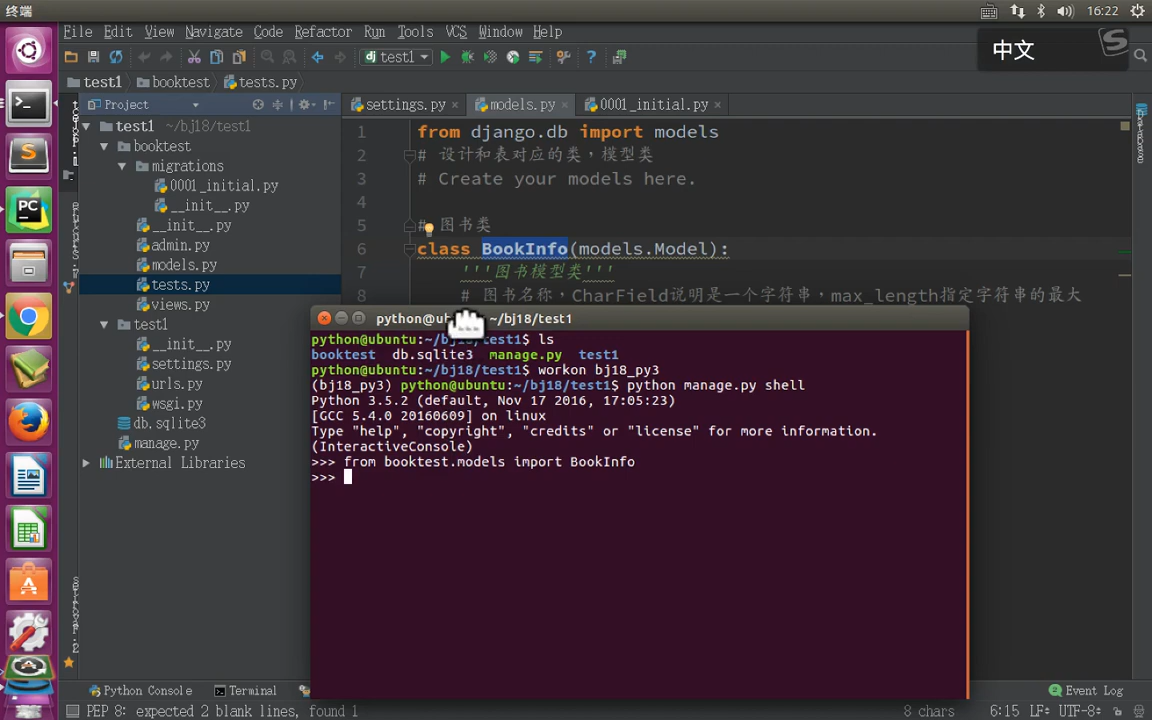 终端
16:22
File Edit View Navigate Code Refactor Run Tools VCS Window Help
中文
test1
test1 booktest tests.py
Project
settings.py models.py 0001_initial.py
test1 ~/bj18/test1
booktest
migrations
0001_initial.py
__init__.py
__init__.py
admin.py
models.py
tests.py
views.py
test1
__init__.py
settings.py
urls.py
wsgi.py
db.sqlite3
manage.py
External Libraries
1 from django.db import models
2 # 设计和表对应的类，模型类
3 # Create your models here.
4
5 # 图书类
6 class BookInfo(models.Model):
7 '''图书模型类'''
8 # 图书名称，CharField说明是一个字符串，max_length指定字符串的最大
~/bj18/test1
python@ubuntu:~/bj18/test1$ ls
booktest db.sqlite3 manage.py test1
python@ubuntu:~/bj18/test1$ workon bj18_py3
(bj18_py3) python@ubuntu:~/bj18/test1$ python manage.py shell
Python 3.5.2 (default, Nov 17 2016, 17:05:23)
[GCC 5.4.0 20160609] on linux
Type "help", "copyright", "credits" or "license" for more information.
(InteractiveConsole)
>>> from booktest.models import BookInfo
>>>
Python Console Terminal
Event Log
PEP 8: expected 2 blank lines, found 1
8 chars 6:15 LF÷ UTF-8÷